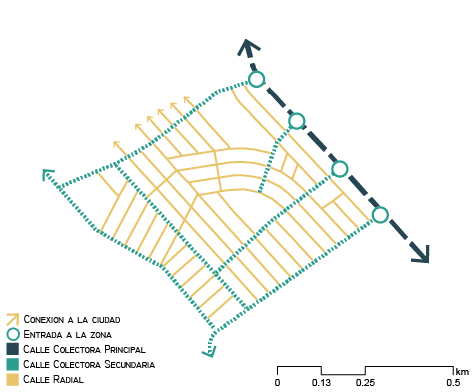 CONEXION A LA CIUDAD
ENTRADA A LA ZONA
CALLE COLECTORA PRINCIPAL
CALLE COLECTORA SECUNDARIA
CALLE RADIAL
km
0 0.13 0.25 0.5